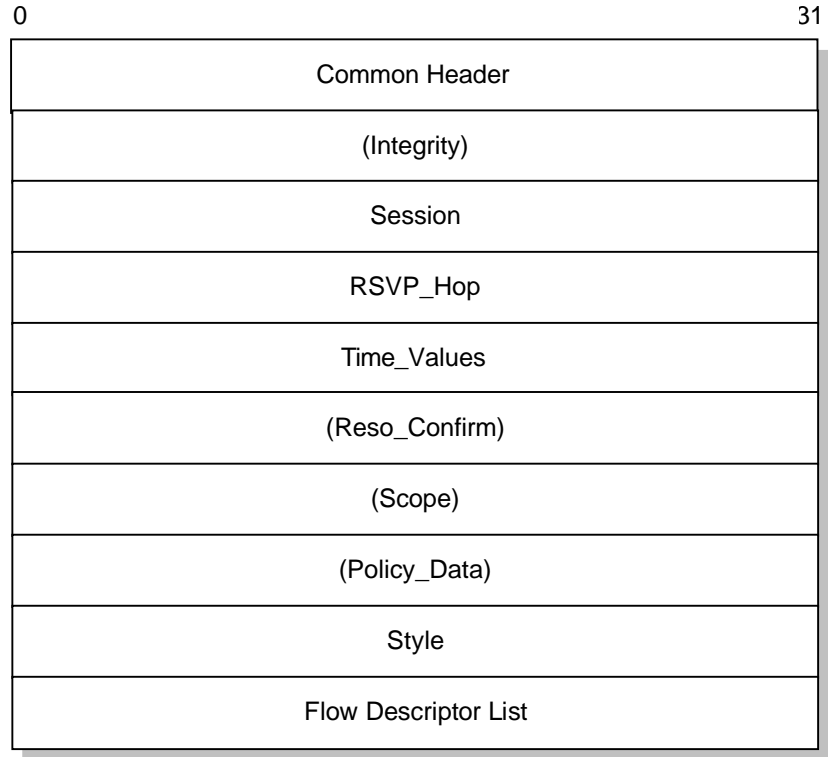 0 31
Common Header
(Integrity)
Session
RSVP_Hop
Time_Values
(Reso_Confirm)
(Scope)
(Policy_Data)
Style
Flow Descriptor List